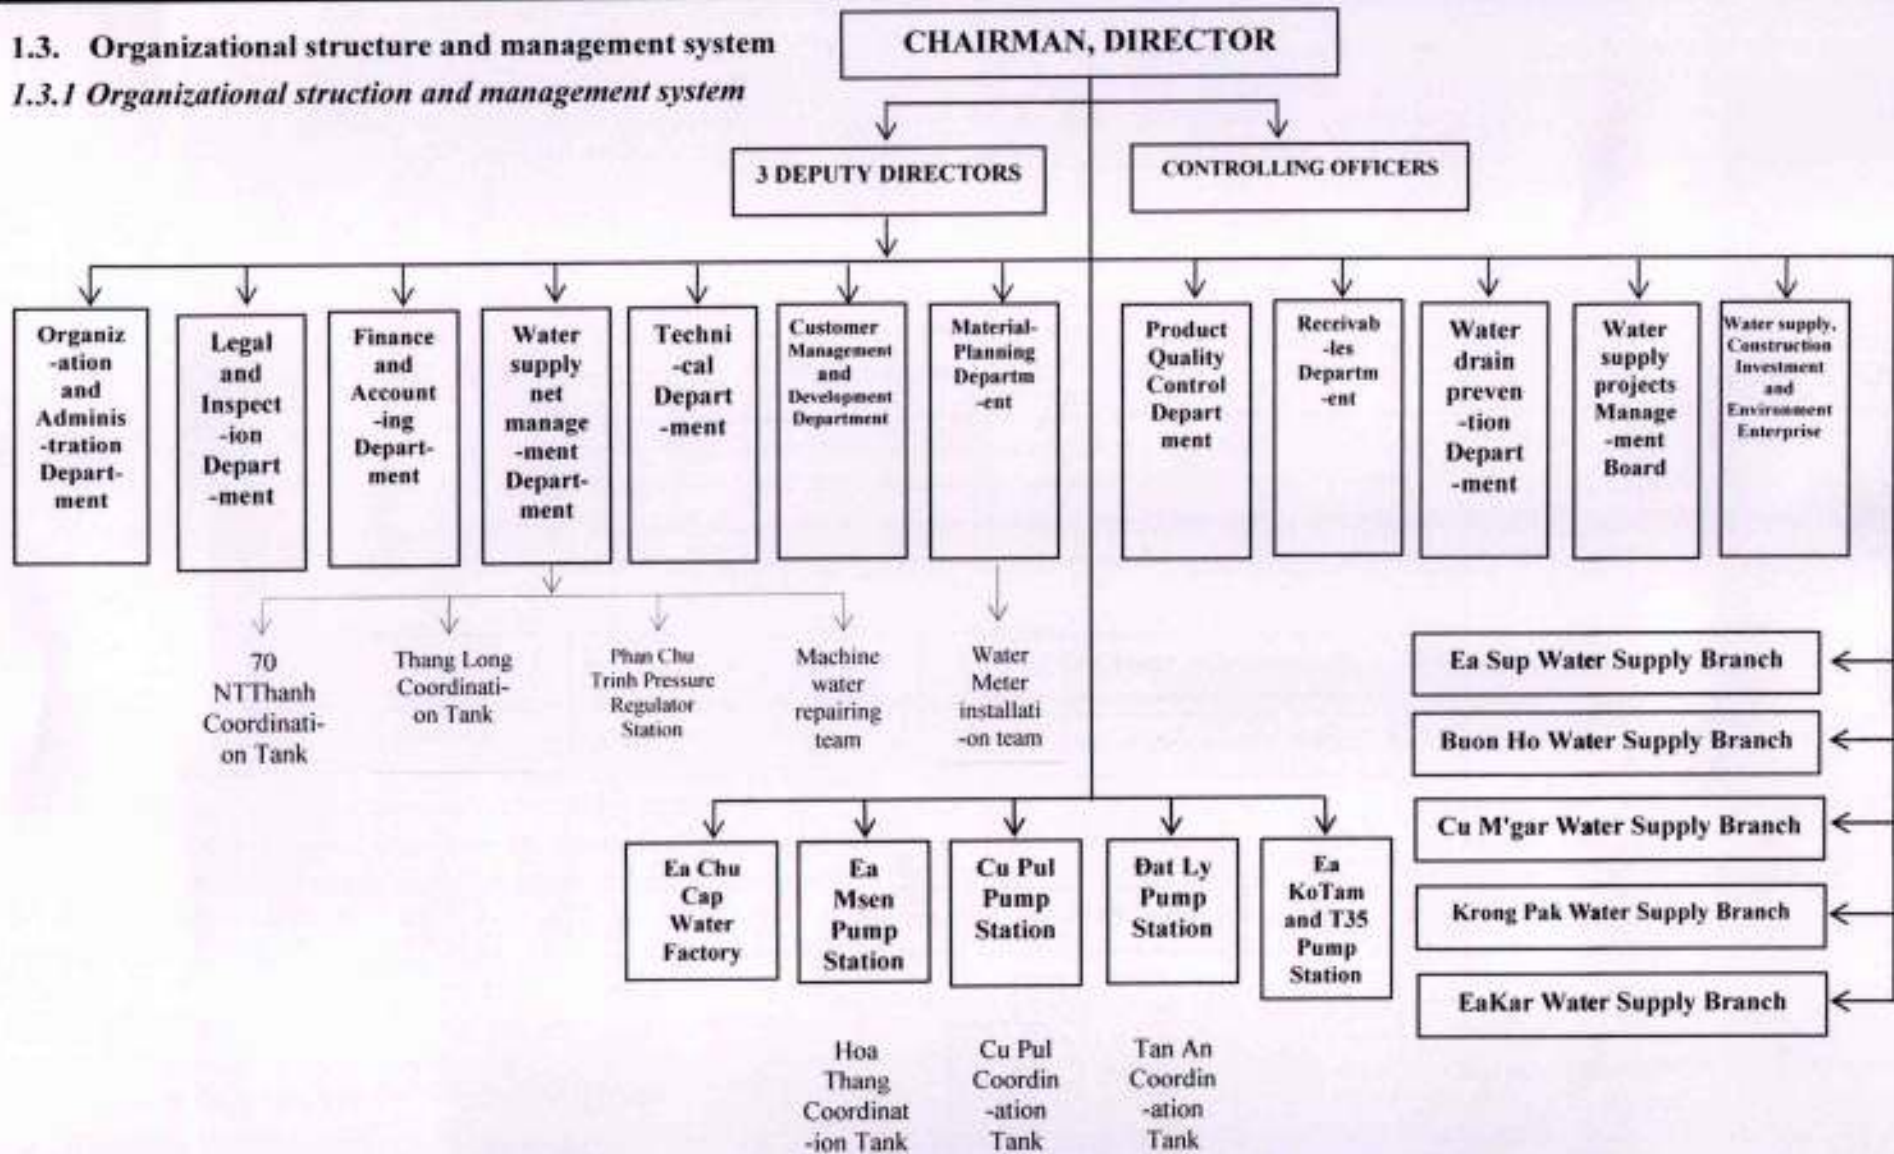 1.3. Organizational structure and management system
1.3.1 Organizational struction and management system
CHAIRMAN, DIRECTOR
3 DEPUTY DIRECTORS
CONTROLLING OFFICERS
Organiz
-ation
and
Adminis
-tration
Depart-
ment
Legal
and
Inspect
-ion
Depart
-ment
Finance
and
Account
-ing
Depart-
ment
Water
supply
net
manage
-ment
Depart-
ment
Techni
-cal
Depart
-ment
Customer
Management
and
Development
Department
Material-
Planning
Departm
-ent
Product
Quality
Control
Depart
ment
Receivab
-les
Departm
-ent
Water
drain
preven
-tion
Depart
-ment
Water
supply
projects
Manage
-ment
Board
Water supply,
Construction
Investment
and
Environment
Enterprise
70
NTThanh
Coordinati-
on Tank
Thang Long
Coordinati-
on Tank
Phan Chu
Trinh Pressure
Regulator
Station
Machine
water
repairing
team
Water
Meter
installati
-on team
Ea Sup Water Supply Branch
Buon Ho Water Supply Branch
Cu M'gar Water Supply Branch
Krong Pak Water Supply Branch
EaKar Water Supply Branch
Ea Chu
Cap
Water
Factory
Ea
Msen
Pump
Station
Cu Pul
Pump
Station
Đat Ly
Pump
Station
Ea
KoTam
and T35
Pump
Station
Hoa
Thang
Coordinat
-ion Tank
Cu Pul
Coordin
-ation
Tank
Tan An
Coordin
-ation
Tank